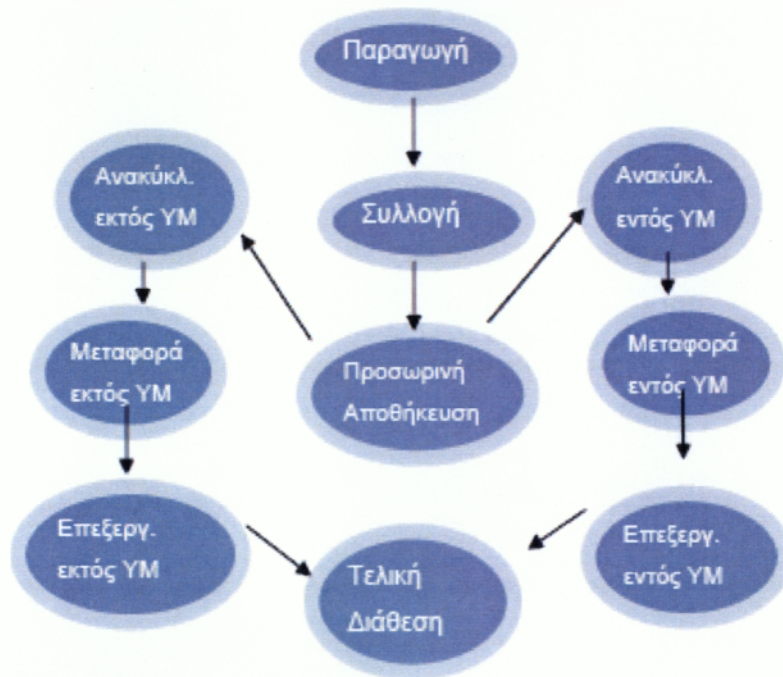 Παραγωγή
Ανακύκλ.
εκτός ΥΜ
Συλλογή
Ανακύκλ.
εντός ΥΜ
Μεταφορά
εκτός ΥΜ
Προσωρινή
Αποθήκευση
Μεταφορά
εντός ΥΜ
Επεξεργ.
εκτός ΥΜ
Τελική
Διάθεση
Επεξεργ.
εντός ΥΜ